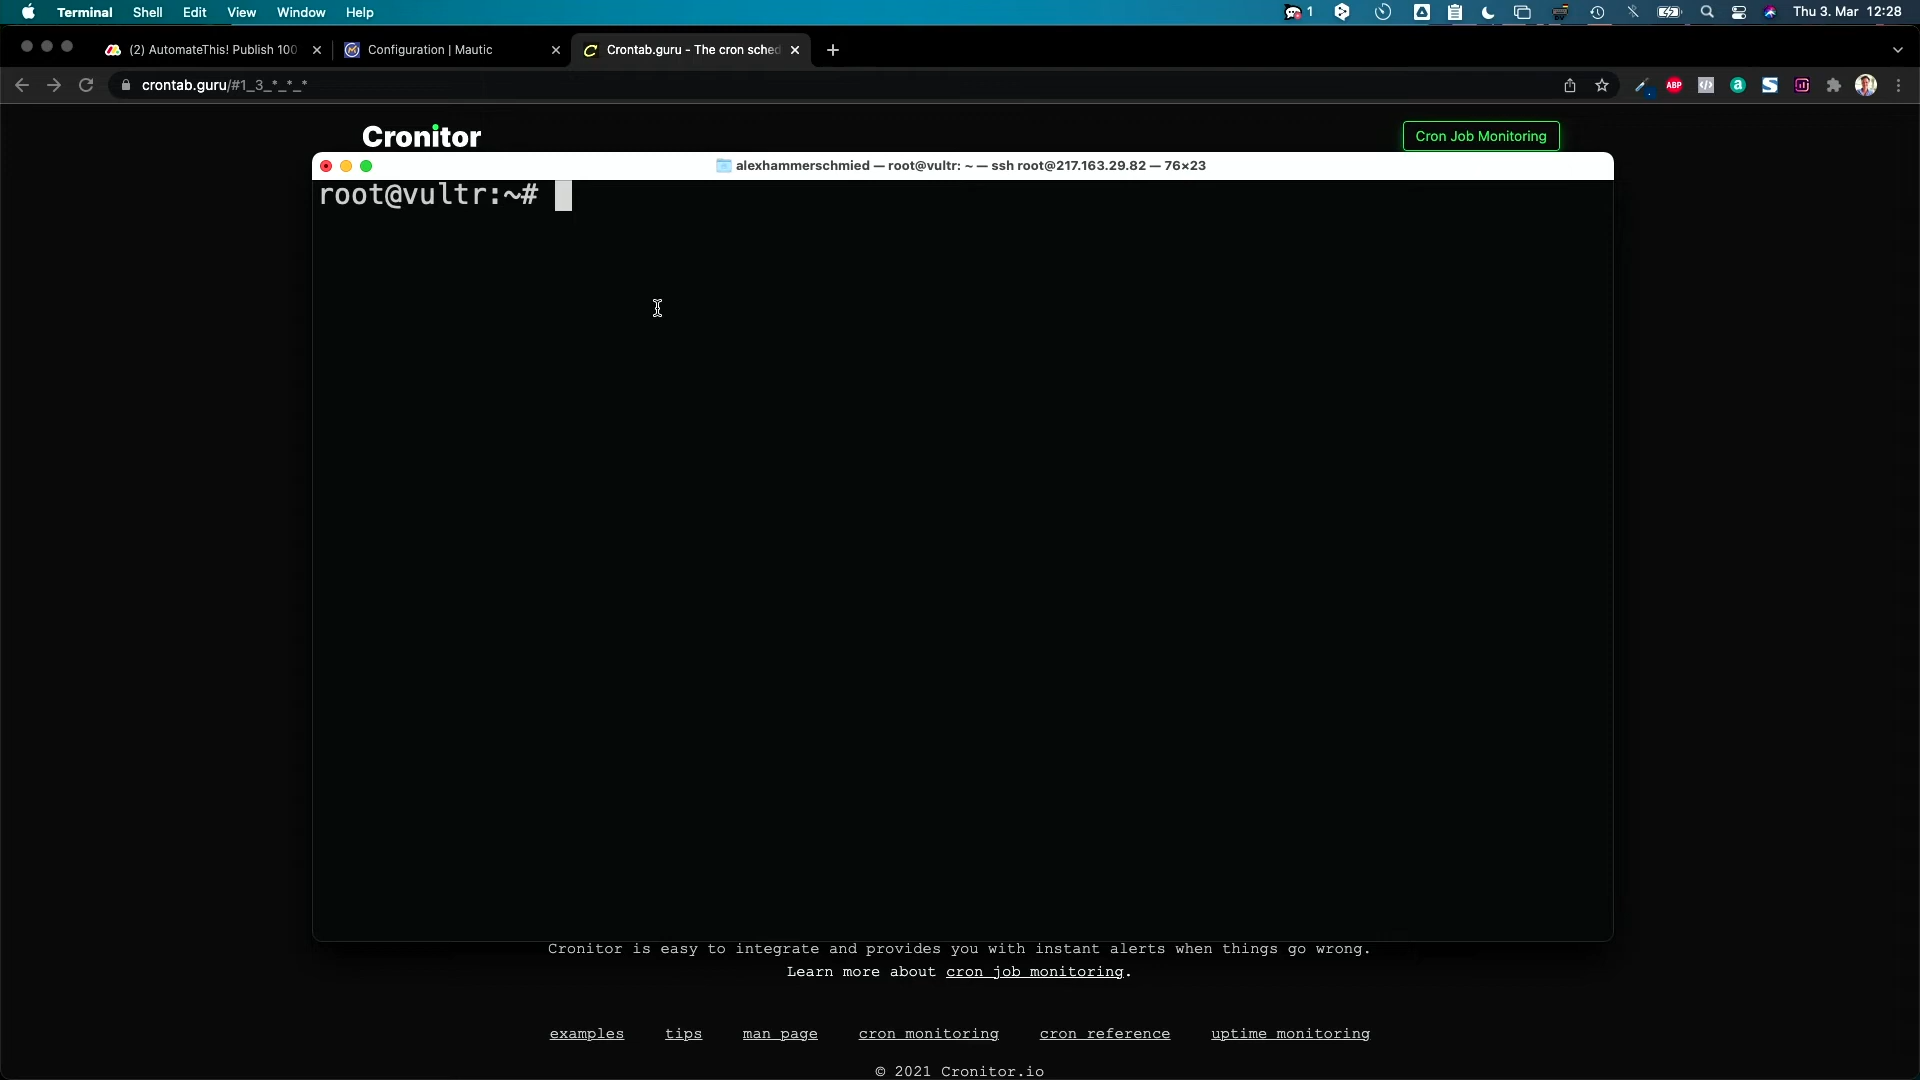 Terminal Shell Edit View Window Help 1 Thu 3. Mar 12:28
(2) AutomateThis! Publish 100 Configuration | Mautic Crontab.guru - The cron sched
crontab.guru/#1_3_*_*_* ABP
Cronitor Cron Job Monitoring
alexhammerschmied — root@vultr: ~ — ssh root@217.163.29.82 — 76×23
root@vultr:~#
Cronitor is easy to integrate and provides you with instant alerts when things go wrong.
Learn more about cron job monitoring.
examples tips man page cron monitoring cron reference uptime monitoring
© 2021 Cronitor.io